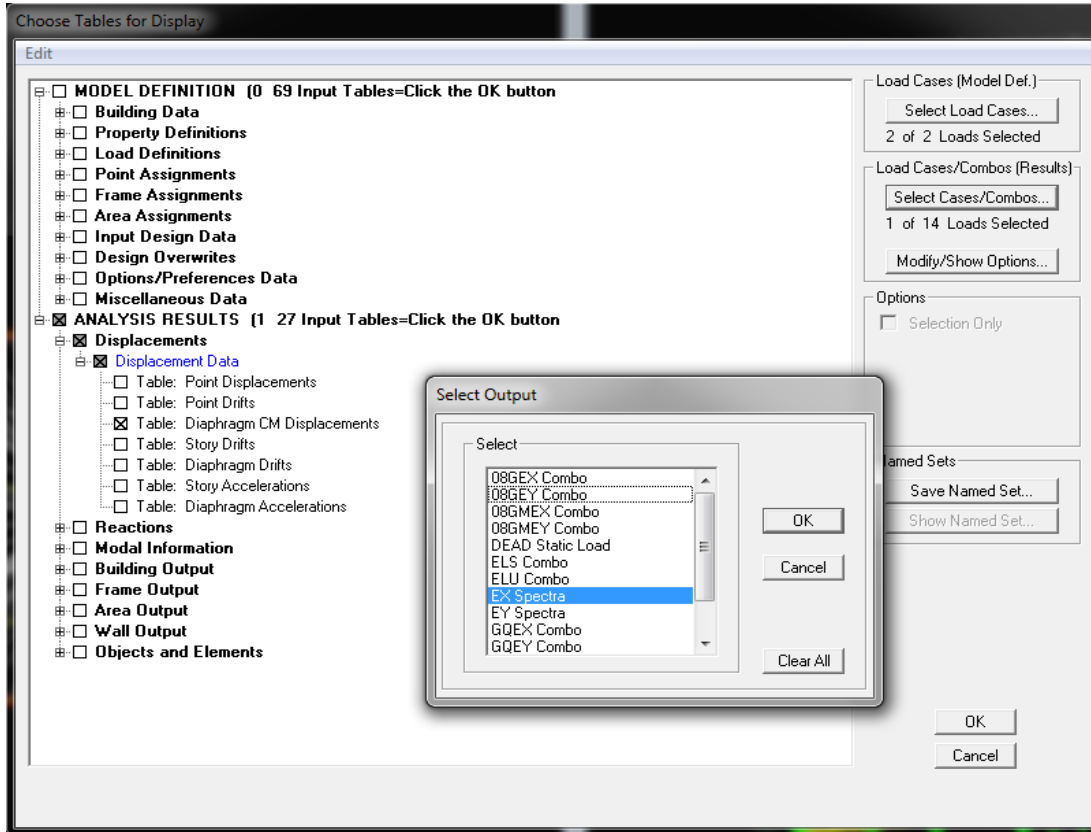 Choose Tables for Display
Edit
MODEL DEFINITION (0 69 Input Tables=Click the OK button
Building Data
Property Definitions
Load Definitions
Point Assignments
Frame Assignments
Area Assignments
Input Design Data
Design Overwrites
Options/Preferences Data
Miscellaneous Data
ANALYSIS RESULTS (1 27 Input Tables=Click the OK button
Displacements
Displacement Data
Table: Point Displacements
Table: Point Drifts
Table: Diaphragm CM Displacements
Table: Story Drifts
Table: Diaphragm Drifts
Table: Story Accelerations
Table: Diaphragm Accelerations
Reactions
Modal Information
Building Output
Frame Output
Area Output
Wall Output
Objects and Elements
Load Cases (Model Def.)
Select Load Cases...
2 of 2 Loads Selected
Load Cases/Combos (Results)
Select Cases/Combos...
1 of 14 Loads Selected
Modify/Show Options...
Options
Selection Only
Named Sets
Save Named Set...
Show Named Set...
OK
Cancel
Select Output
Select
08GEX Combo
08GEY Combo
08GMEX Combo
08GMEY Combo
DEAD Static Load
ELS Combo
ELU Combo
EX Spectra
EY Spectra
GQEX Combo
GQEY Combo
OK
Cancel
Clear All